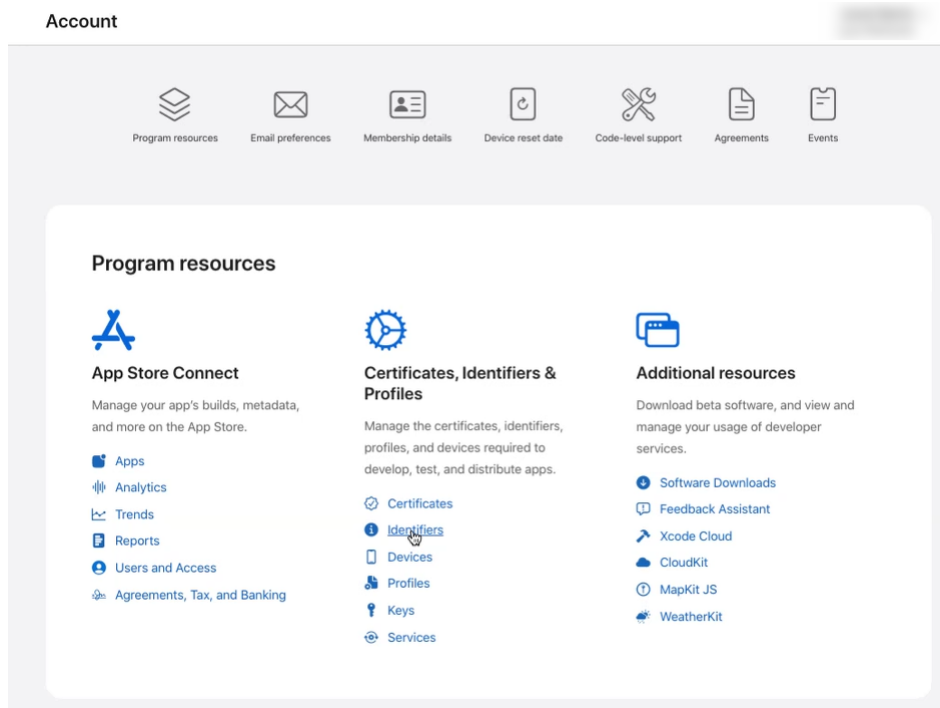 Account
Program resources
Email preferences
Membership details
Device reset date
Code-level support
Agreements
Events
Program resources
App Store Connect
Manage your app's builds, metadata,
and more on the App Store.
Apps
Analytics
Trends
Reports
Users and Access
Agreements, Tax, and Banking
Certificates, Identifiers &
Profiles
Manage the certificates, identifiers,
profiles, and devices required to
develop, test, and distribute apps.
Certificates
Identifiers
Devices
Profiles
Keys
Services
Additional resources
Download beta software, and view and
manage your usage of developer
services.
Software Downloads
Feedback Assistant
Xcode Cloud
CloudKit
MapKit JS
WeatherKit